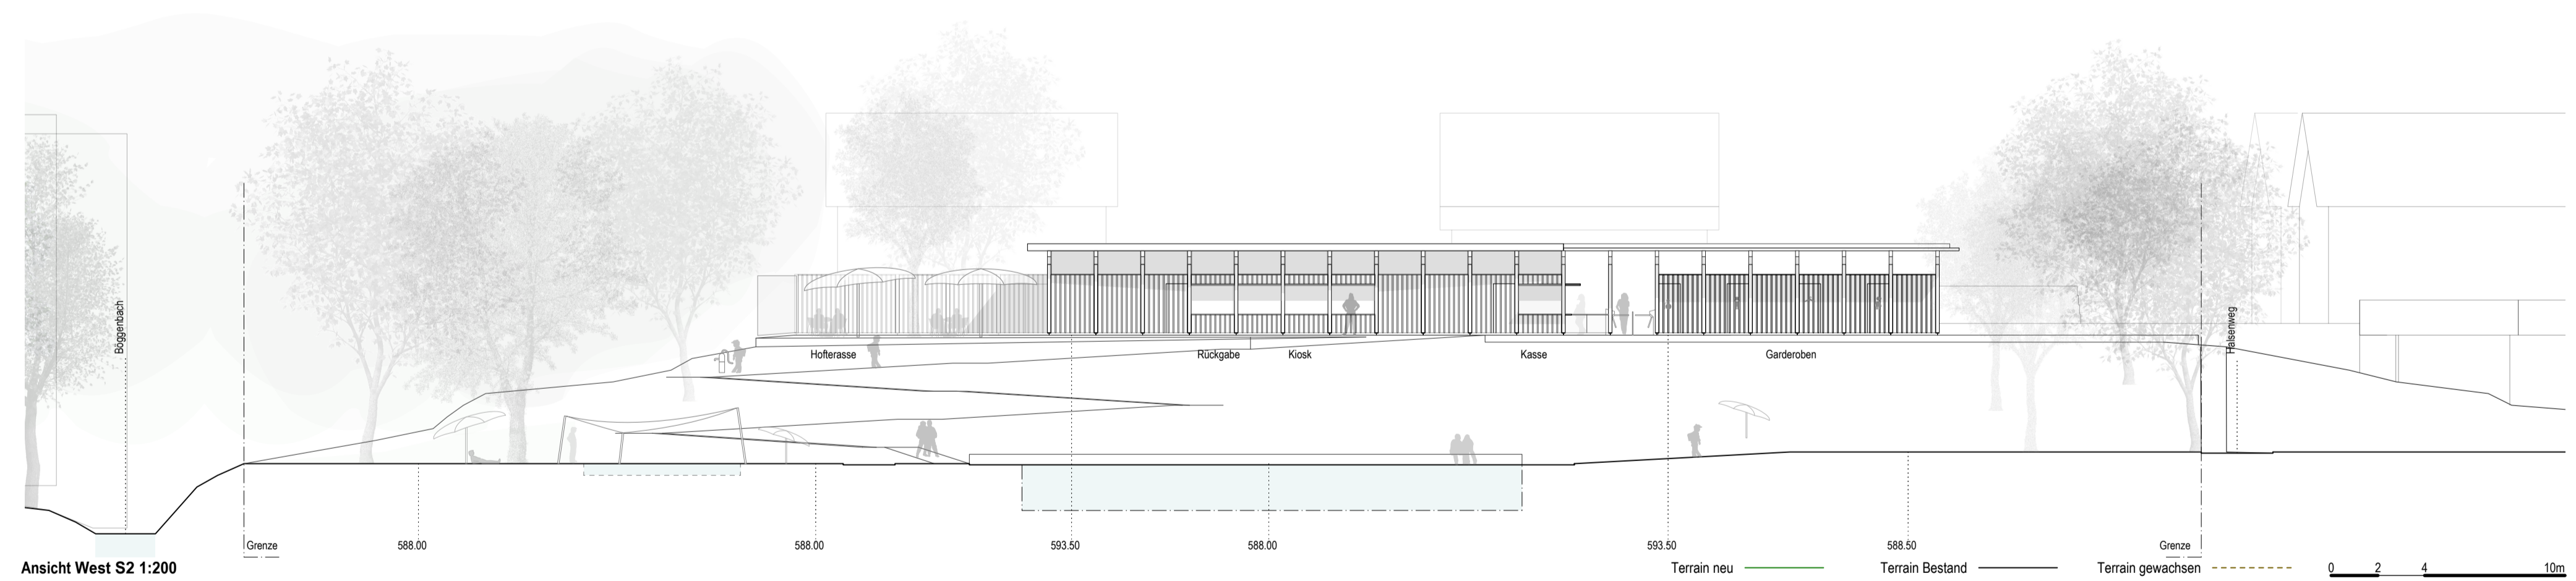 Böggenbach
Halsenweg
Hofterasse
Rückgabe
Kiosk
Kasse
Garderoben
Grenze
588.00
588.00
593.50
588.00
593.50
588.50
Grenze
Ansicht West S2 1:200
Terrain neu
Terrain Bestand
Terrain gewachsen
0 2 4 10m